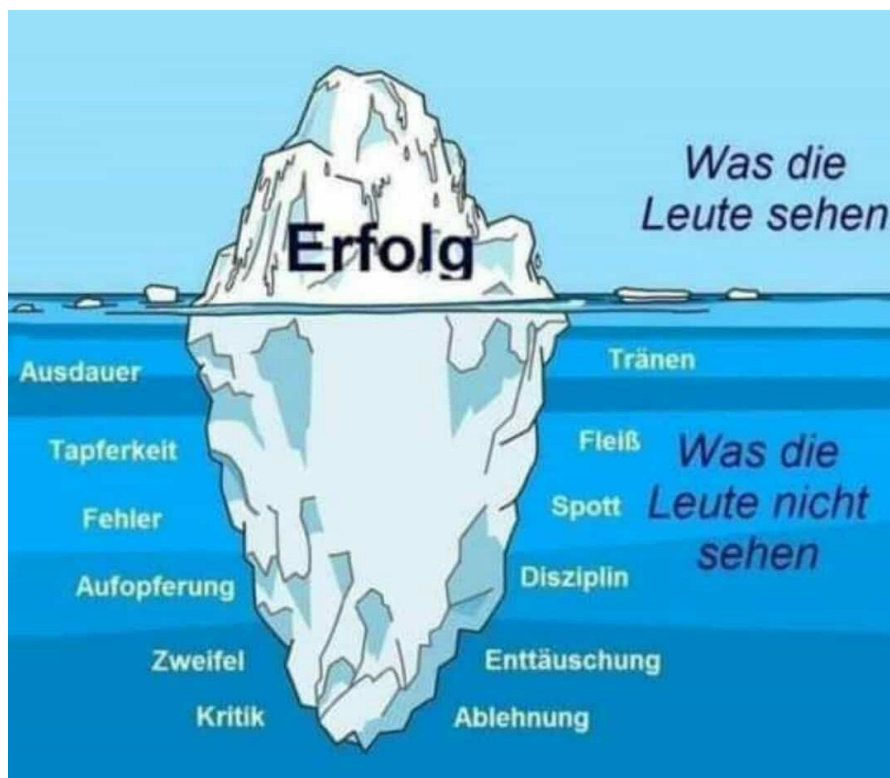 Was die
Leute sehen
Erfolg
Ausdauer
Tränen
Tapferkeit
Fleiß
Was die
Leute nicht
sehen
Fehler
Spott
Aufopferung
Disziplin
Zweifel
Enttäuschung
Kritik
Ablehnung